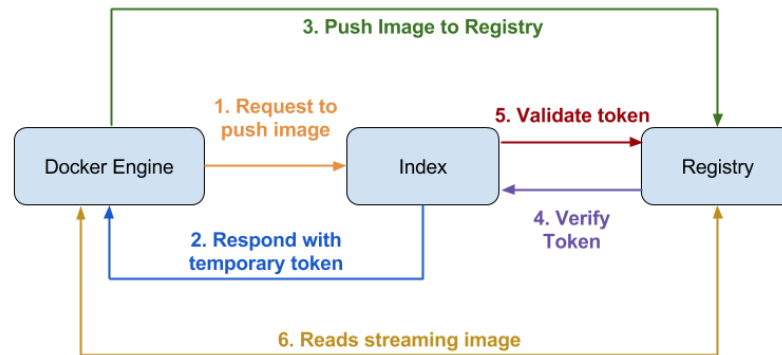 3. Push Image to Registry
1. Request to
push image
5. Validate token
Docker Engine
Index
Registry
2. Respond with
temporary token
4. Verify
Token
6. Reads streaming image